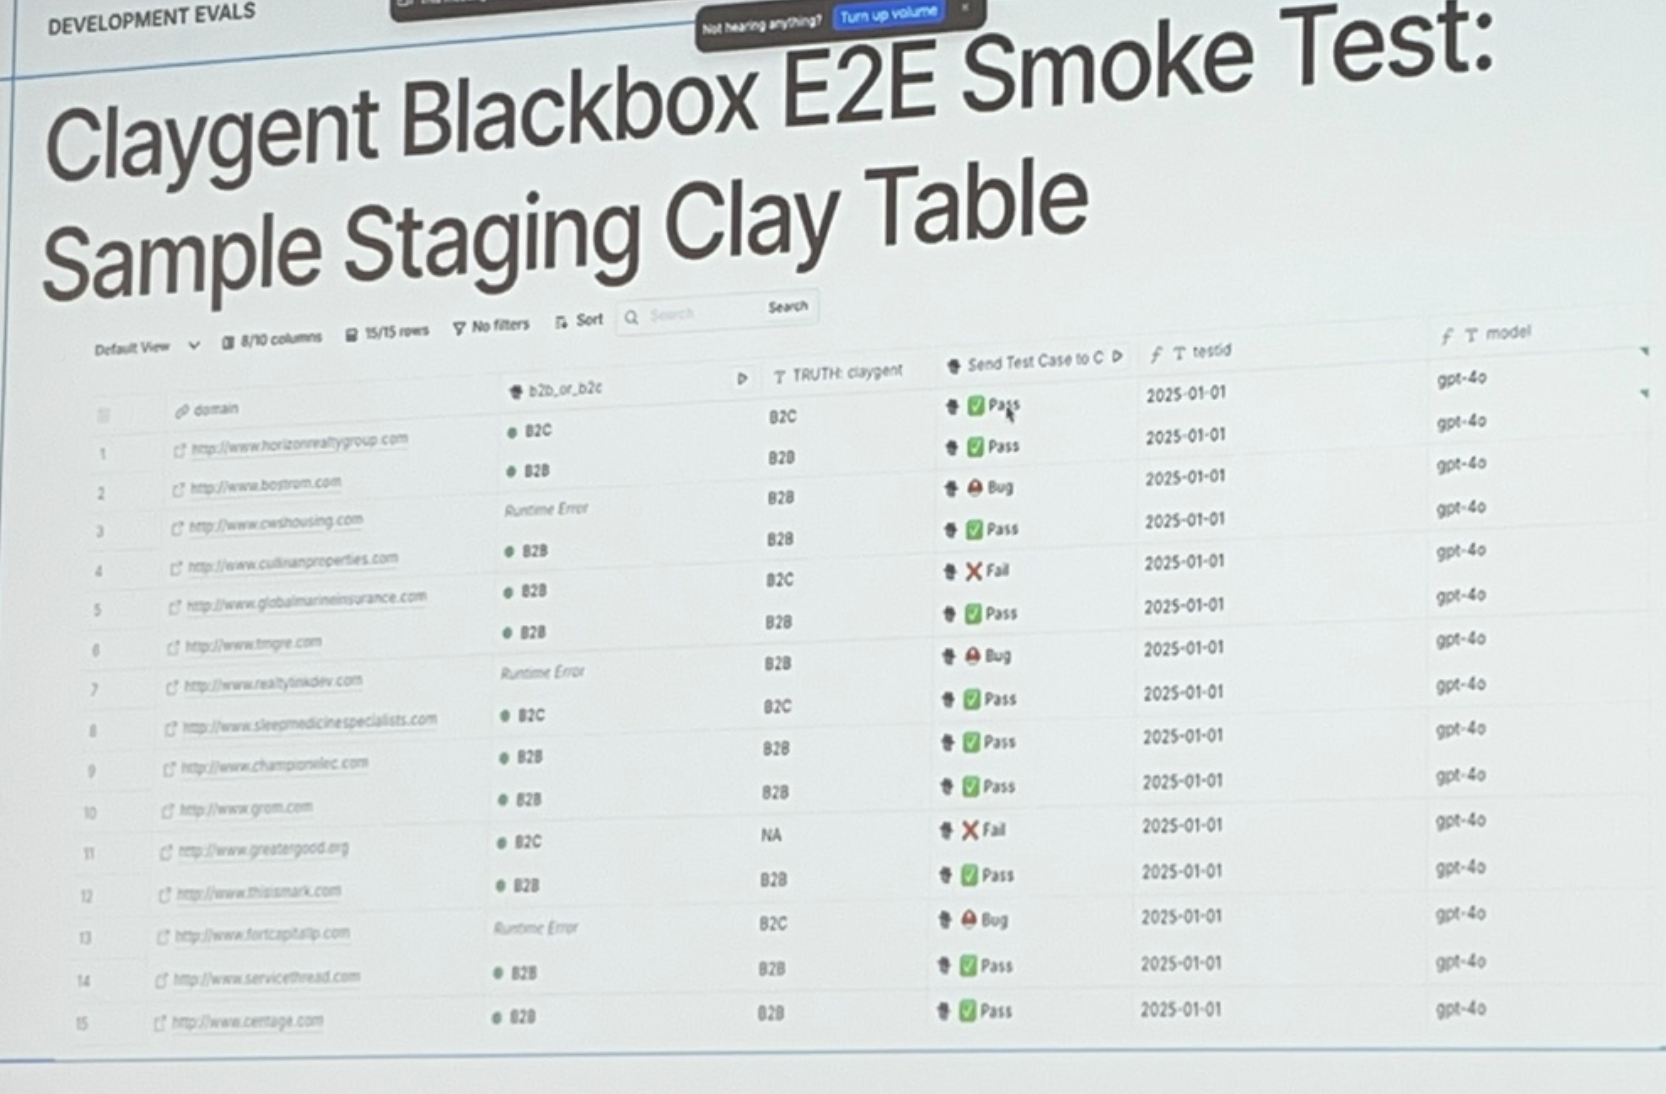 DEVELOPMENT EVALS
Not hearing anything? Turn up volume
Claygent Blackbox E2E Smoke Test:
Sample Staging Clay Table
Default View 8/10 columns 15/15 rows No filters Sort Search Search
domain b2b_or_b2c TRUTH: claygent Send Test Case to C testid model
1 http://www.horizonrealtygroup.com B2C B2C Pass 2025-01-01 gpt-4o
2 http://www.bostrom.com B2B B2B Pass 2025-01-01 gpt-4o
3 http://www.cwshousing.com Runtime Error B2B Bug 2025-01-01 gpt-4o
4 http://www.cullinanproperties.com B2B B2B Pass 2025-01-01 gpt-4o
5 http://www.globalmarineinsurance.com B2B B2C Fail 2025-01-01 gpt-4o
6 http://www.tmgre.com B2B B2B Pass 2025-01-01 gpt-4o
7 http://www.realtylinkdev.com Runtime Error B2B Bug 2025-01-01 gpt-4o
8 http://www.sleepmedicinespecialists.com B2C B2C Pass 2025-01-01 gpt-4o
9 http://www.championelec.com B2B B2B Pass 2025-01-01 gpt-4o
10 http://www.grom.com B2B B2B Pass 2025-01-01 gpt-4o
11 http://www.greatergood.org B2C NA Fail 2025-01-01 gpt-4o
12 http://www.thisismark.com B2B B2B Pass 2025-01-01 gpt-4o
13 http://www.fortcapitallp.com Runtime Error B2C Bug 2025-01-01 gpt-4o
14 http://www.servicethread.com B2B B2B Pass 2025-01-01 gpt-4o
15 http://www.centage.com B2B B2B Pass 2025-01-01 gpt-4o